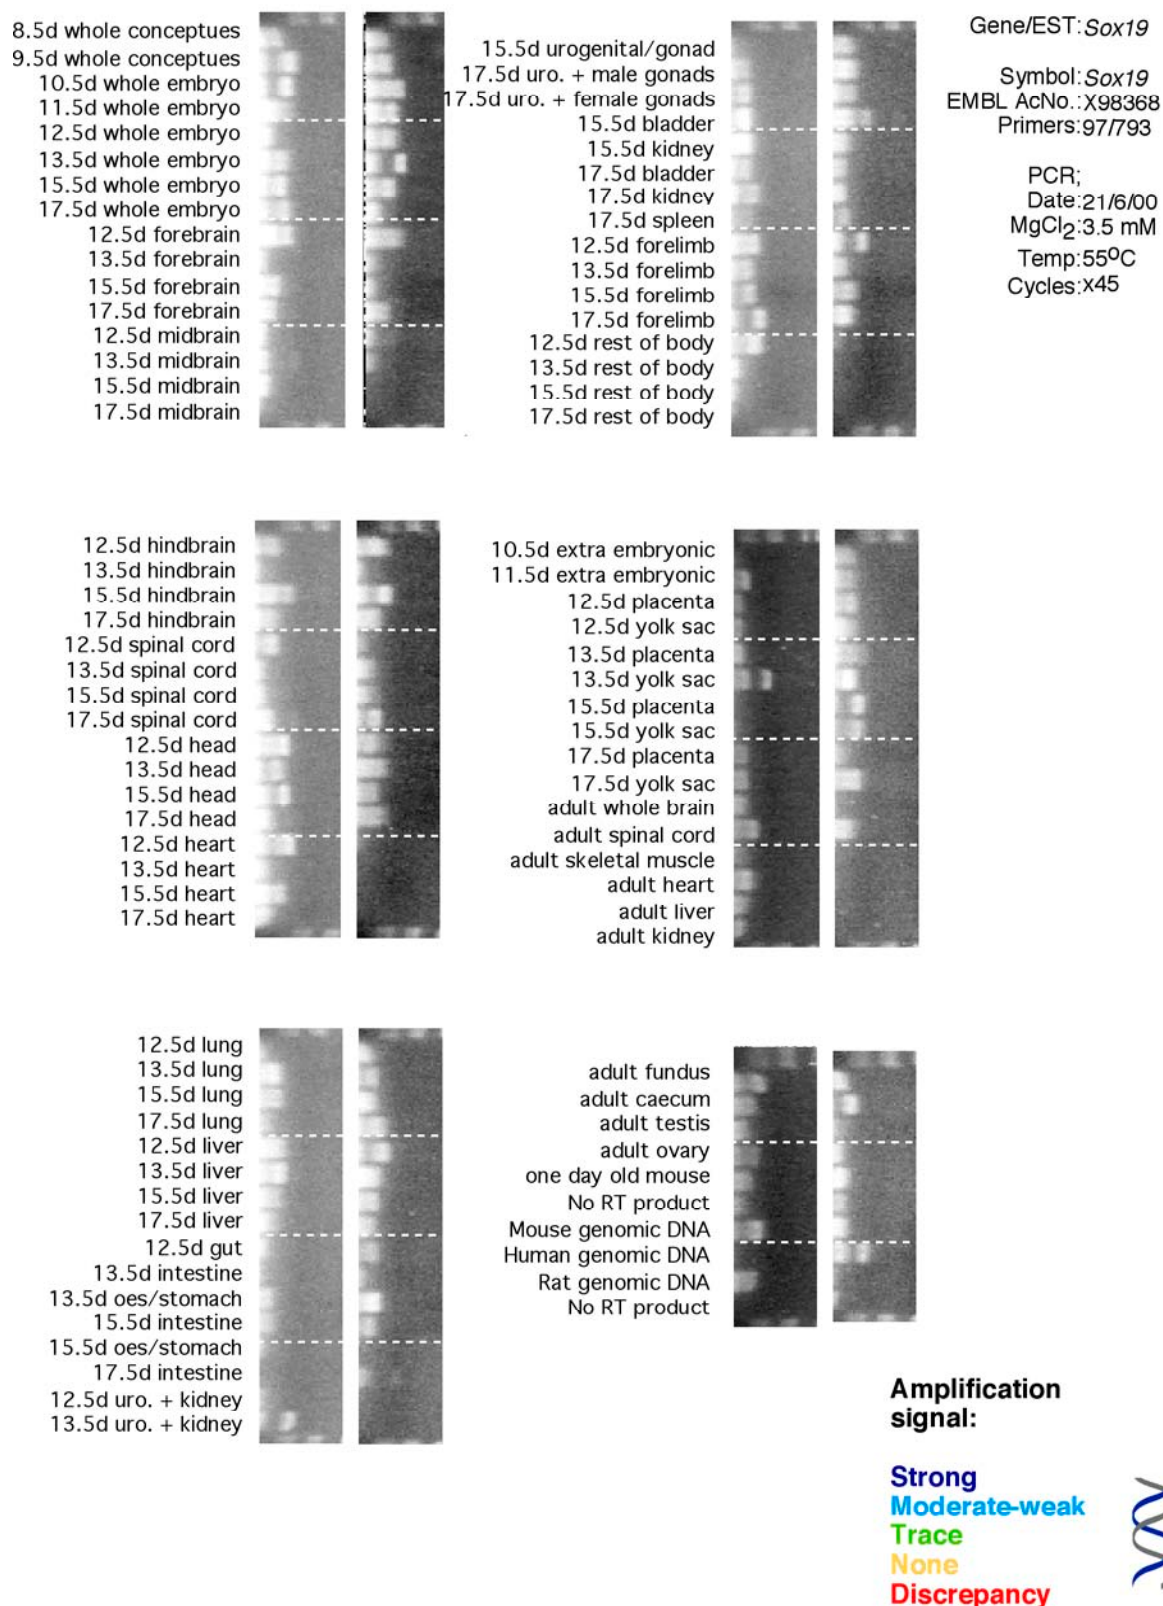 8.5d whole conceptues
9.5d whole conceptues
10.5d whole embryo
11.5d whole embryo
12.5d whole embryo
13.5d whole embryo
15.5d whole embryo
17.5d whole embryo
12.5d forebrain
13.5d forebrain
15.5d forebrain
17.5d forebrain
12.5d midbrain
13.5d midbrain
15.5d midbrain
17.5d midbrain
15.5d urogenital/gonad
17.5d uro. + male gonads
17.5d uro. + female gonads
15.5d bladder
15.5d kidney
17.5d bladder
17.5d kidney
17.5d spleen
12.5d forelimb
13.5d forelimb
15.5d forelimb
17.5d forelimb
12.5d rest of body
13.5d rest of body
15.5d rest of body
17.5d rest of body
Gene/EST: Sox19
Symbol: Sox19
EMBL AcNo.: X98368
Primers: 97/793
PCR;
Date: 21/6/00
MgCl2: 3.5 mM
Temp: 55°C
Cycles: x45
12.5d hindbrain
13.5d hindbrain
15.5d hindbrain
17.5d hindbrain
12.5d spinal cord
13.5d spinal cord
15.5d spinal cord
17.5d spinal cord
12.5d head
13.5d head
15.5d head
17.5d head
12.5d heart
13.5d heart
15.5d heart
17.5d heart
10.5d extra embryonic
11.5d extra embryonic
12.5d placenta
12.5d yolk sac
13.5d placenta
13.5d yolk sac
15.5d placenta
15.5d yolk sac
17.5d placenta
17.5d yolk sac
adult whole brain
adult spinal cord
adult skeletal muscle
adult heart
adult liver
adult kidney
12.5d lung
13.5d lung
15.5d lung
17.5d lung
12.5d liver
13.5d liver
15.5d liver
17.5d liver
12.5d gut
13.5d intestine
13.5d oes/stomach
15.5d intestine
15.5d oes/stomach
17.5d intestine
12.5d uro. + kidney
13.5d uro. + kidney
adult fundus
adult caecum
adult testis
adult ovary
one day old mouse
No RT product
Mouse genomic DNA
Human genomic DNA
Rat genomic DNA
No RT product
Amplification
signal:
Strong
Moderate-weak
Trace
None
Discrepancy